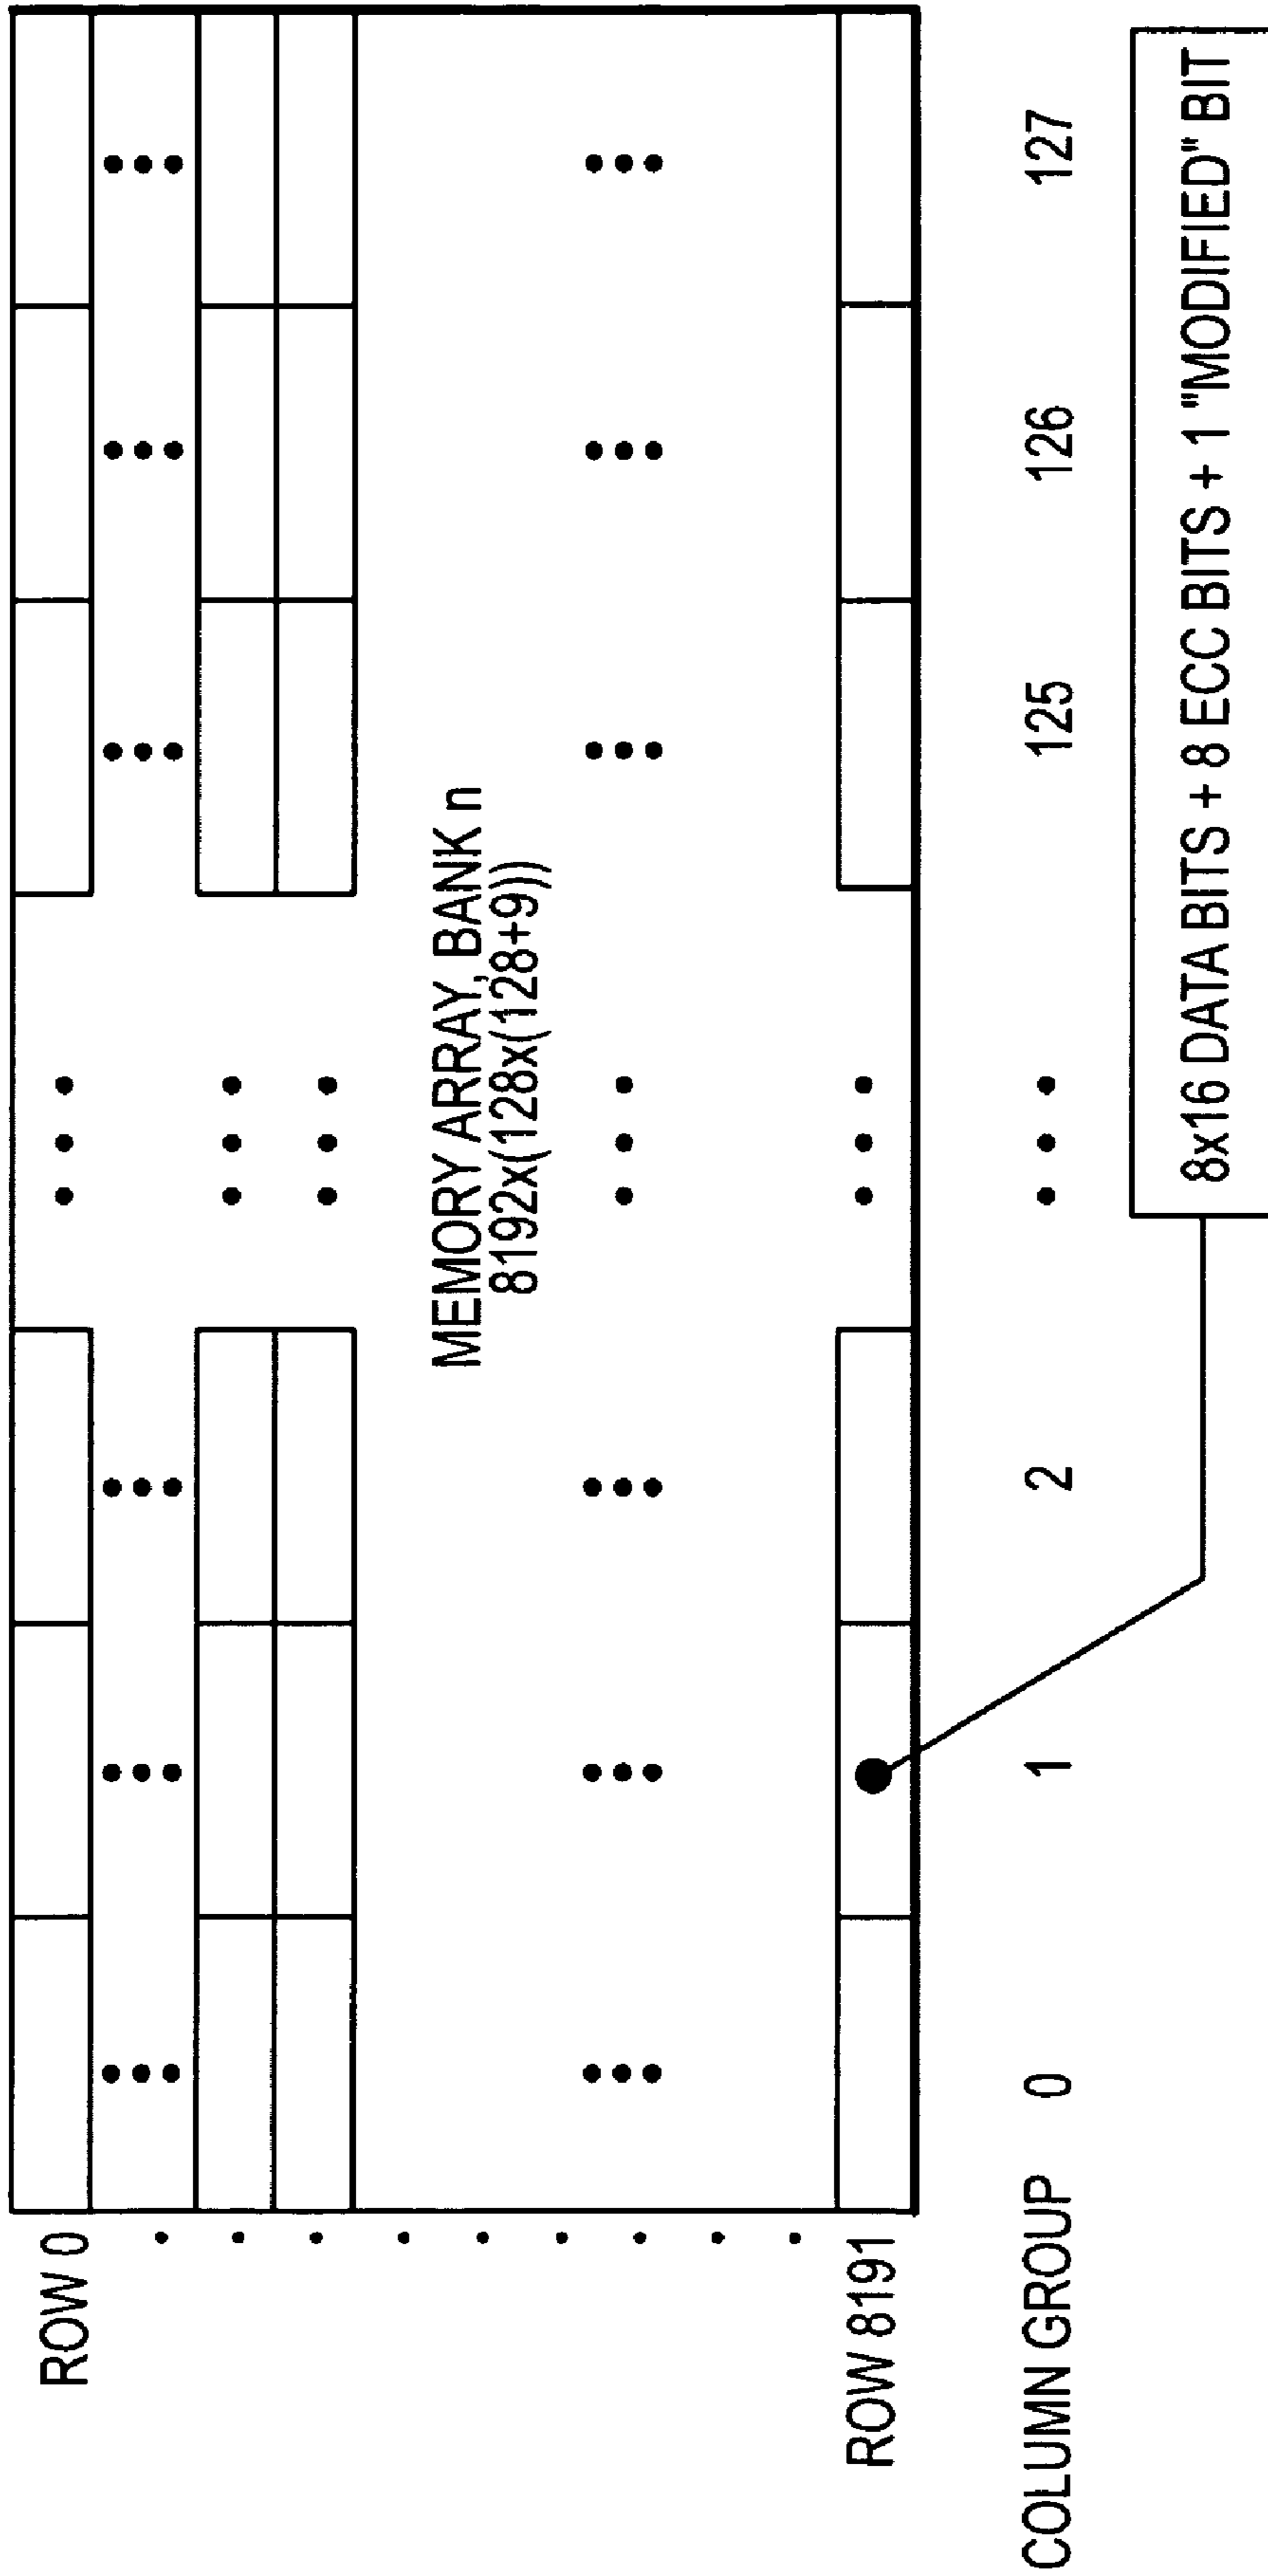 ROW 0
MEMORY ARRAY, BANK n
8192x(128x(128+9))
ROW 8191
COLUMN GROUP 0 1 2 125 126 127
8x16 DATA BITS + 8 ECC BITS + 1 "MODIFIED" BIT